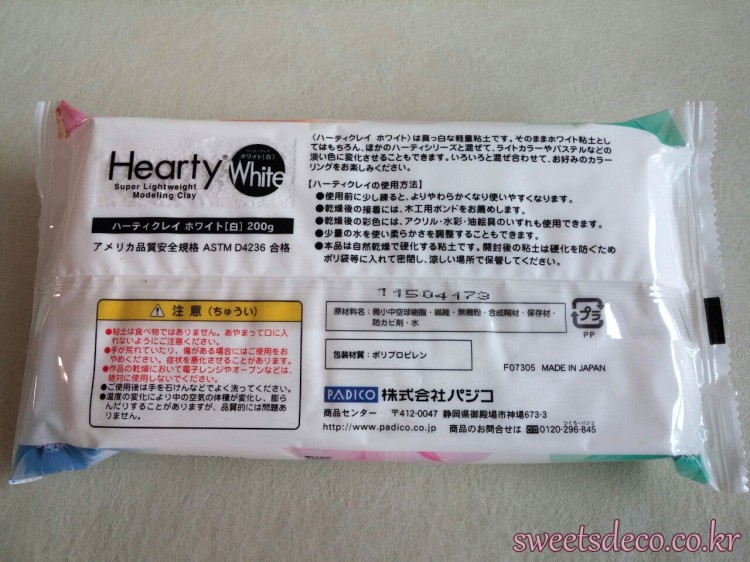 Hearty
ハーティクレイ
ホワイト[白]
White
Super Lightweight
Modeling Clay
ハーティクレイ ホワイト[白] 200g
アメリカ品質安全規格 ASTM D4236 合格
〈ハーティクレイ ホワイト〉は真っ白な軽量粘土です。そのままホワイト粘土とし
てはもちろん、ほかのハーティシリーズと混ぜて、ライトカラーやパステルなどの
淡い色に変化させることもできます。いろいろと混ぜ合わせて、お好みのカラー
リングをお楽しみください。
【ハーティクレイの使用方法】
●使用前に少し練ると、よりやわらかくなり使いやすくなります。
●乾燥後の接着には、木工用ボンドをお薦めします。
●乾燥後の彩色には、アクリル・水彩・油絵具のいずれも使用できます。
●少量の水を使い柔らかさを調整することもできます。
●本品は自然乾燥で硬化する粘土です。開封後の粘土は硬化を防ぐため
ポリ袋等に入れて密閉し、涼しい場所で保管してください。
11504173
注意（ちゅうい）
●粘土は食べ物ではありません。あやまって口に入
れないようにご注意ください。
●手が荒れていたり、傷がある場合にはご使用をお
やめください。症状を悪化させることがあります。
●作品の乾燥において電子レンジやオーブンなどは、
絶対に使用しないでください。
●ご使用後は手を石けんなどでよく洗ってください。
●温度の変化により中の空気の体積が変化し、膨ら
んだりすることがありますが、品質的には問題あ
りません。
原材料名：微小中空球樹脂・繊維・無機粉・合成糊材・保存材・
防カビ剤・水
プラ
PP
包装材質：ポリプロピレン
F07305 MADE IN JAPAN
PADICO 株式会社パジコ
商品センター 〒412-0047 静岡県御殿場市神場673-3
つくろーパジコ
http://www.padico.co.jp 商品のお問合せは 0120-296-845
sweetsdeco.co.kr